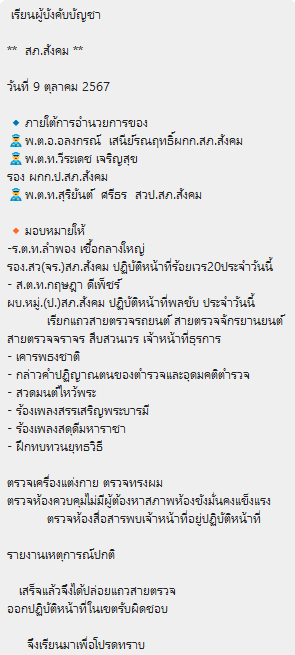 เรียนผู้บังคับบัญชา
** สภ.สังคม **
วันที่ 9 ตุลาคม 2567
🔹ภายใต้การอำนวยการของ
👮พ.ต.อ.อลงกรณ์ เสนีย์รณฤทธิ์ผกก.สภ.สังคม
👮พ.ต.ท.วีระเดช เจริญสุข
รอง ผกก.ป.สภ.สังคม
👮พ.ต.ท.สุริยันต์ ศรีธร สวป.สภ.สังคม
🔸มอบหมายให้
-ร.ต.ท.ลำพอง เชื้อกลางใหญ่
รอง.สว(จร.)สภ.สังคม ปฏิบัติหน้าที่ร้อยเวร20ประจำวันนี้
- ส.ต.ท.กฤษฎา ดีเพ็ชร์
ผบ.หมู่.(ป.)สภ.สังคม ปฏิบัติหน้าที่พลขับ ประจำวันนี้
เรียกแถวสายตรวจรถยนต์ สายตรวจจักรยานยนต์
สายตรวจจราจร สิบสวนเวร เจ้าหน้าที่ธุรการ
- เคารพธงชาติ
- กล่าวคำปฏิญาณตนของตำรวจและอุดมคติตำรวจ
- สวดมนต์ไหว้พระ
- ร้องเพลงสรรเสริญพระบารมี
- ร้องเพลงสดุดีมหาราชา
- ฝึกทบทวนยุทธวิธี
ตรวจเครื่องแต่งกาย ตรวจทรงผม
ตรวจห้องควบคุมไม่มีผู้ต้องหาสภาพห้องขังมั่นคงแข็งแรง
ตรวจห้องสื่อสารพบเจ้าหน้าที่อยู่ปฏิบัติหน้าที่
รายงานเหตุการณ์ปกติ
เสร็จแล้วจึงได้ปล่อยแถวสายตรวจ
ออกปฏิบัติหน้าที่ในเขตรับผิดชอบ
จึงเรียนมาเพื่อโปรดทราบ